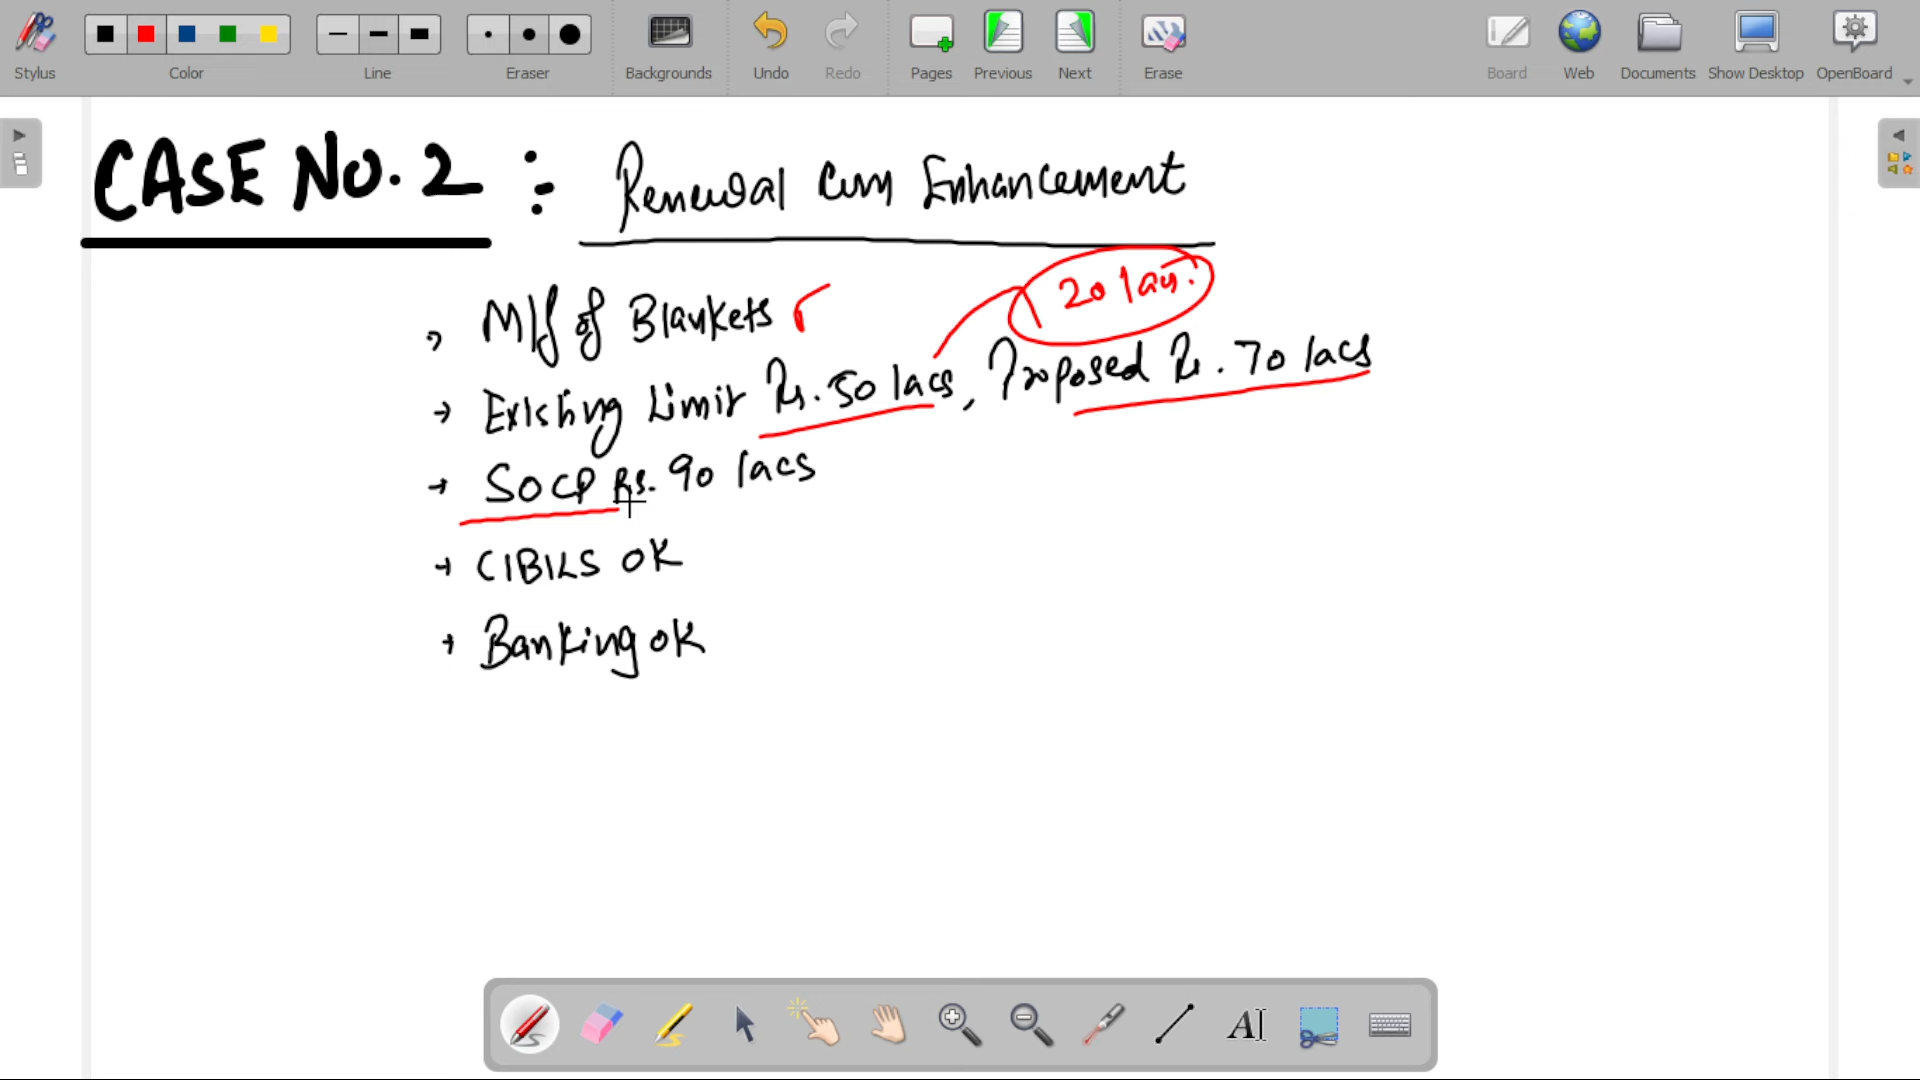 Stylus Color Line Eraser Backgrounds Undo Redo Pages Previous Next Erase Board Web Documents Show Desktop OpenBoard
CASE NO. 2 :- Renewal Cum Enhancement
20 lacs.
→ M/f of Blankets
→ Existing Limit Rs. 50 lacs, Proposed Rs. 70 lacs
→ SOCP Rs. 90 lacs
→ CIBILS OK
→ Banking OK
AI